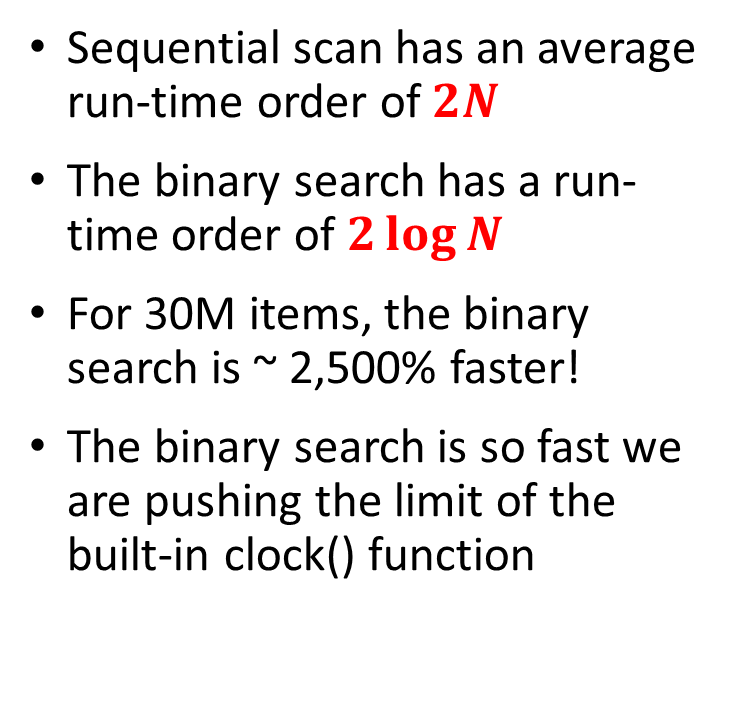 • Sequential scan has an average
run-time order of 2N
• The binary search has a run-
time order of 2 log N
• For 30M items, the binary
search is ~ 2,500% faster!
• The binary search is so fast we
are pushing the limit of the
built-in clock() function